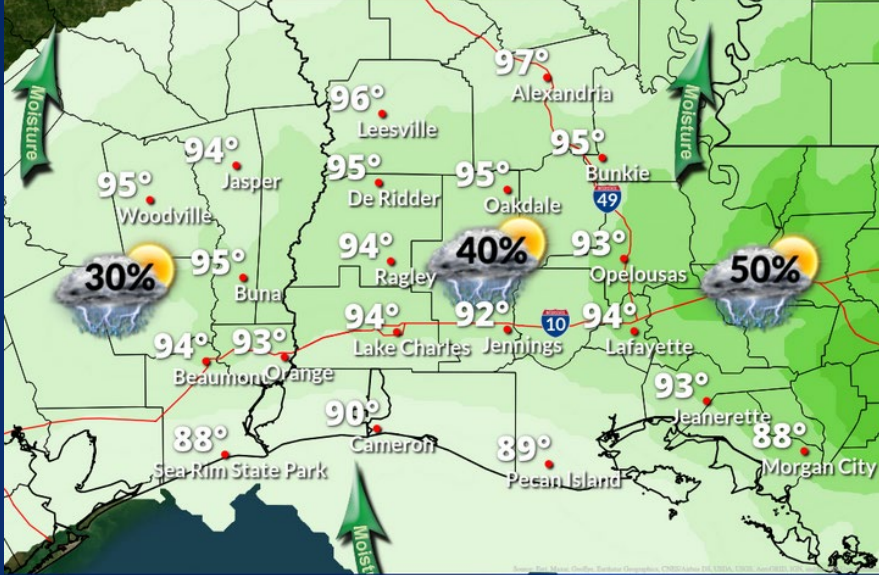 97°
Alexandria
Moisture
Moisture
96°
Leesville
94°
Jasper
95°
Bunkie
95°
De Ridder
95°
Oakdale
95°
Woodville
49
94°
Ragley
40%
93°
Opelousas
50%
30%
95°
Buna
94°
Lake Charles
92°
Jennings
10
94°
Lafayette
94°
Beaumont
93°
Orange
93°
Jeanerette
90°
Cameron
88°
Sea Rim State Park
89°
Pecan Island
88°
Morgan City
Moistu